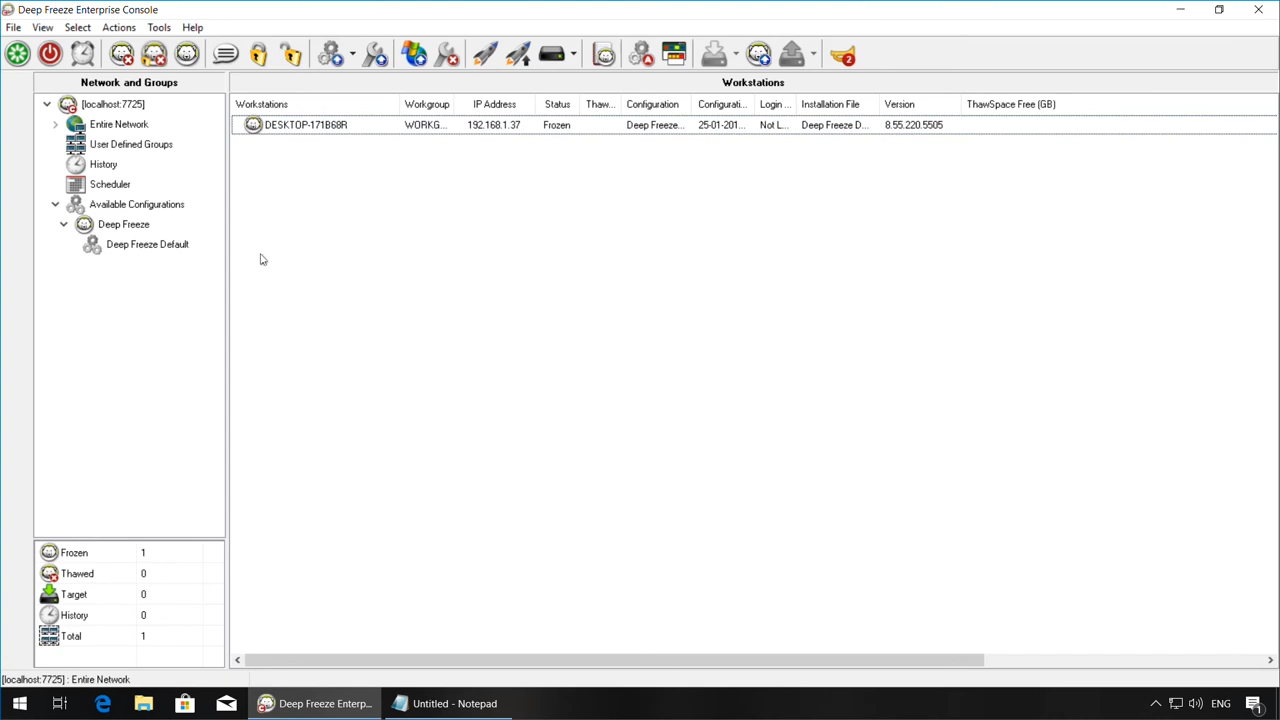 Deep Freeze Enterprise Console
File View Select Actions Tools Help
Network and Groups
[localhost:7725]
Entire Network
User Defined Groups
History
Scheduler
Available Configurations
Deep Freeze
Deep Freeze Default
Workstations
Workstations Workgroup IP Address Status Thaw... Configuration Configurati... Login ... Installation File Version ThawSpace Free (GB)
DESKTOP-171B68R WORKG... 192.168.1.37 Frozen Deep Freeze... 25-01-201... Not L... Deep Freeze D... 8.55.220.5505
Frozen 1
Thawed 0
Target 0
History 0
Total 1
[localhost:7725] : Entire Network
Deep Freeze Enterp...
Untitled - Notepad
ENG
2
1